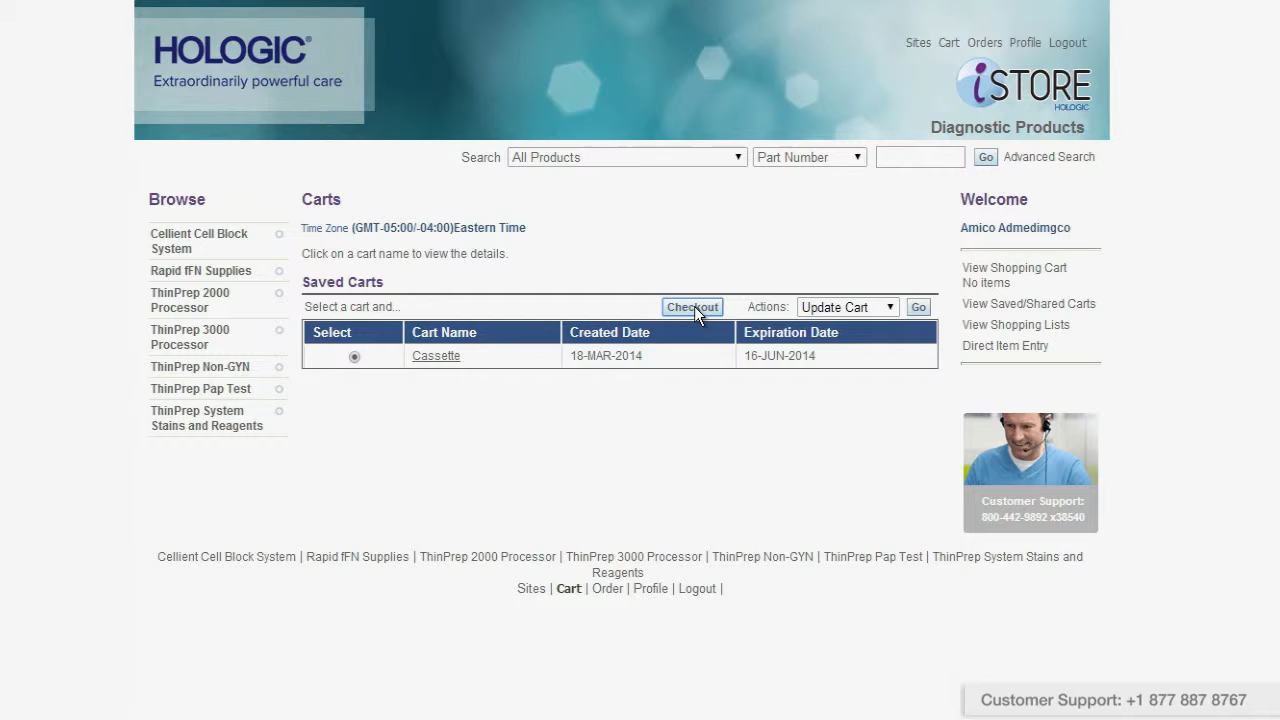 HOLOGIC®
Extraordinarily powerful care
Sites Cart Orders Profile Logout
iSTORE
HOLOGIC
Diagnostic Products
Search All Products Part Number Go Advanced Search
Browse
Cellient Cell Block
System
Rapid fFN Supplies
ThinPrep 2000
Processor
ThinPrep 3000
Processor
ThinPrep Non-GYN
ThinPrep Pap Test
ThinPrep System
Stains and Reagents
Carts
Time Zone (GMT-05:00/-04:00)Eastern Time
Click on a cart name to view the details.
Saved Carts
Select a cart and... Checkout Actions: Update Cart Go
Select Cart Name Created Date Expiration Date
Cassette 18-MAR-2014 16-JUN-2014
Welcome
Amico Admedimgco
View Shopping Cart
No items
View Saved/Shared Carts
View Shopping Lists
Direct Item Entry
Customer Support:
800-442-9892 x38540
Cellient Cell Block System | Rapid fFN Supplies | ThinPrep 2000 Processor | ThinPrep 3000 Processor | ThinPrep Non-GYN | ThinPrep Pap Test | ThinPrep System Stains and
Reagents
Sites | Cart | Order | Profile | Logout |
Customer Support: +1 877 887 8767